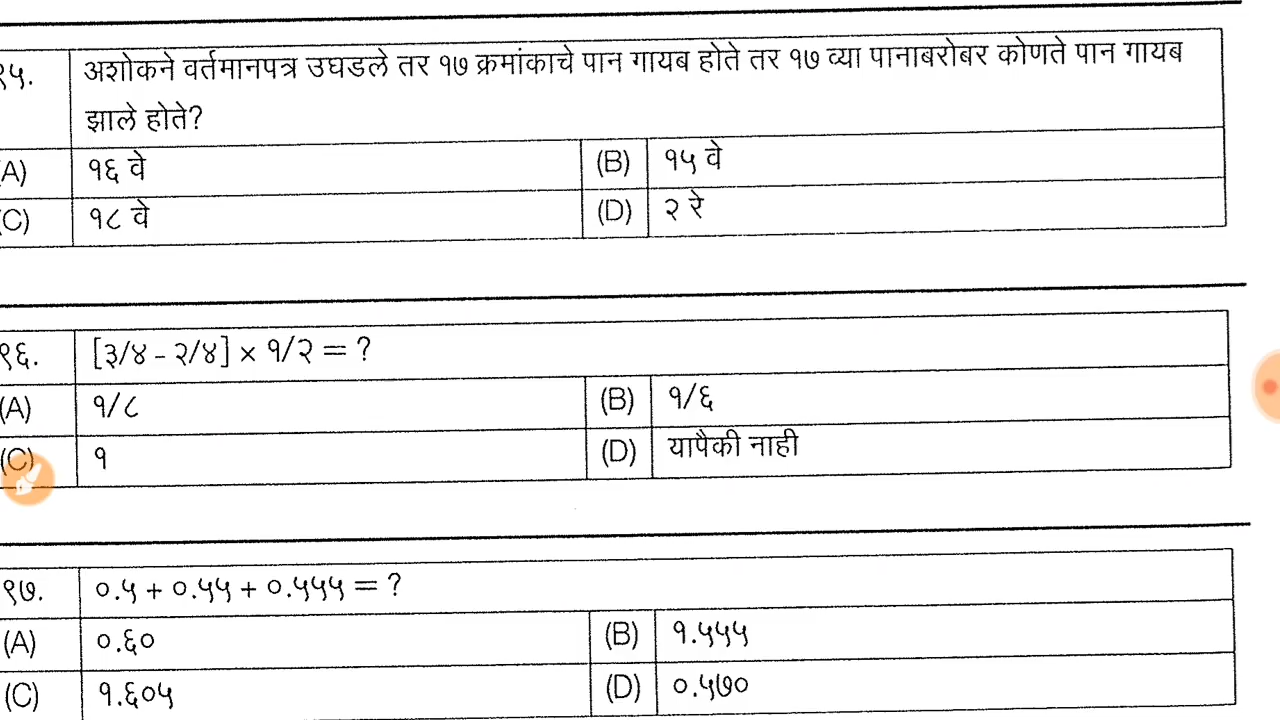 ९५. अशोकने वर्तमानपत्र उघडले तर १७ क्रमांकाचे पान गायब होते तर १७ व्या पानाबरोबर कोणते पान गायब
झाले होते?
(A) १६ वे (B) १५ वे
(C) १८ वे (D) २ रे
९६. [३/४ - २/४] × १/२ = ?
(A) १/८ (B) १/६
(C) १ (D) यापैकी नाही
९७. ०.५ + ०.५५ + ०.५५५ = ?
(A) ०.६० (B) १.५५५
(C) १.६०५ (D) ०.५७०